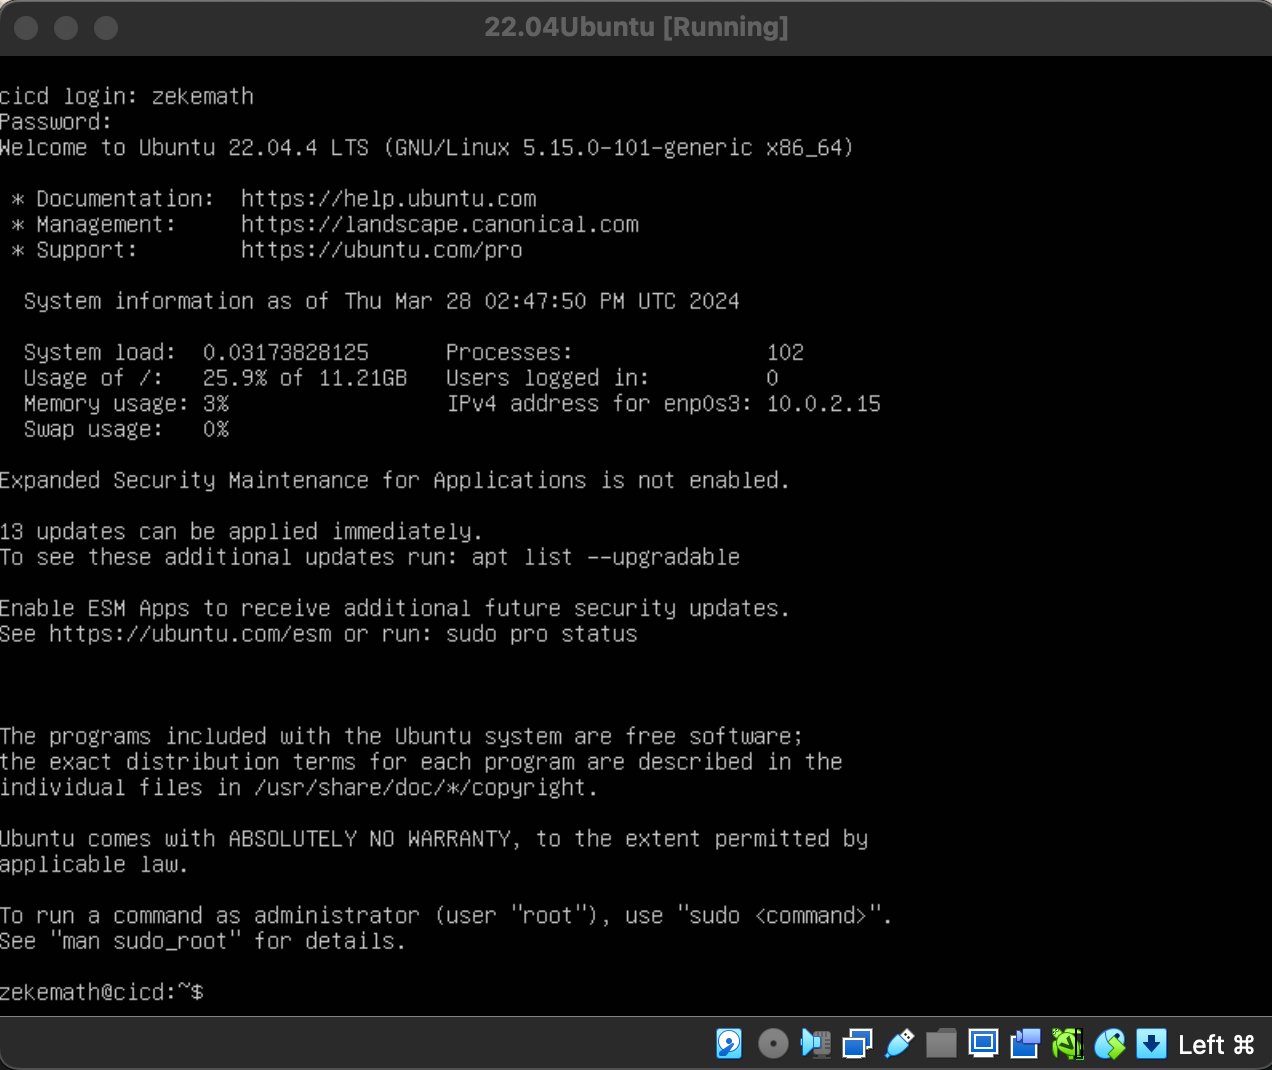 22.04Ubuntu [Running]
cicd login: zekemath
Password:
Welcome to Ubuntu 22.04.4 LTS (GNU/Linux 5.15.0-101-generic x86_64)
* Documentation:  https://help.ubuntu.com
* Management:     https://landscape.canonical.com
* Support:        https://ubuntu.com/pro
System information as of Thu Mar 28 02:47:50 PM UTC 2024
System load:  0.03173828125      Processes:               102
Usage of /:   25.9% of 11.21GB   Users logged in:         0
Memory usage: 3%                 IPv4 address for enp0s3: 10.0.2.15
Swap usage:   0%
Expanded Security Maintenance for Applications is not enabled.
13 updates can be applied immediately.
To see these additional updates run: apt list --upgradable
Enable ESM Apps to receive additional future security updates.
See https://ubuntu.com/esm or run: sudo pro status
The programs included with the Ubuntu system are free software;
the exact distribution terms for each program are described in the
individual files in /usr/share/doc/*/copyright.
Ubuntu comes with ABSOLUTELY NO WARRANTY, to the extent permitted by
applicable law.
To run a command as administrator (user "root"), use "sudo <command>".
See "man sudo_root" for details.
zekemath@cicd:~$
Left ⌘